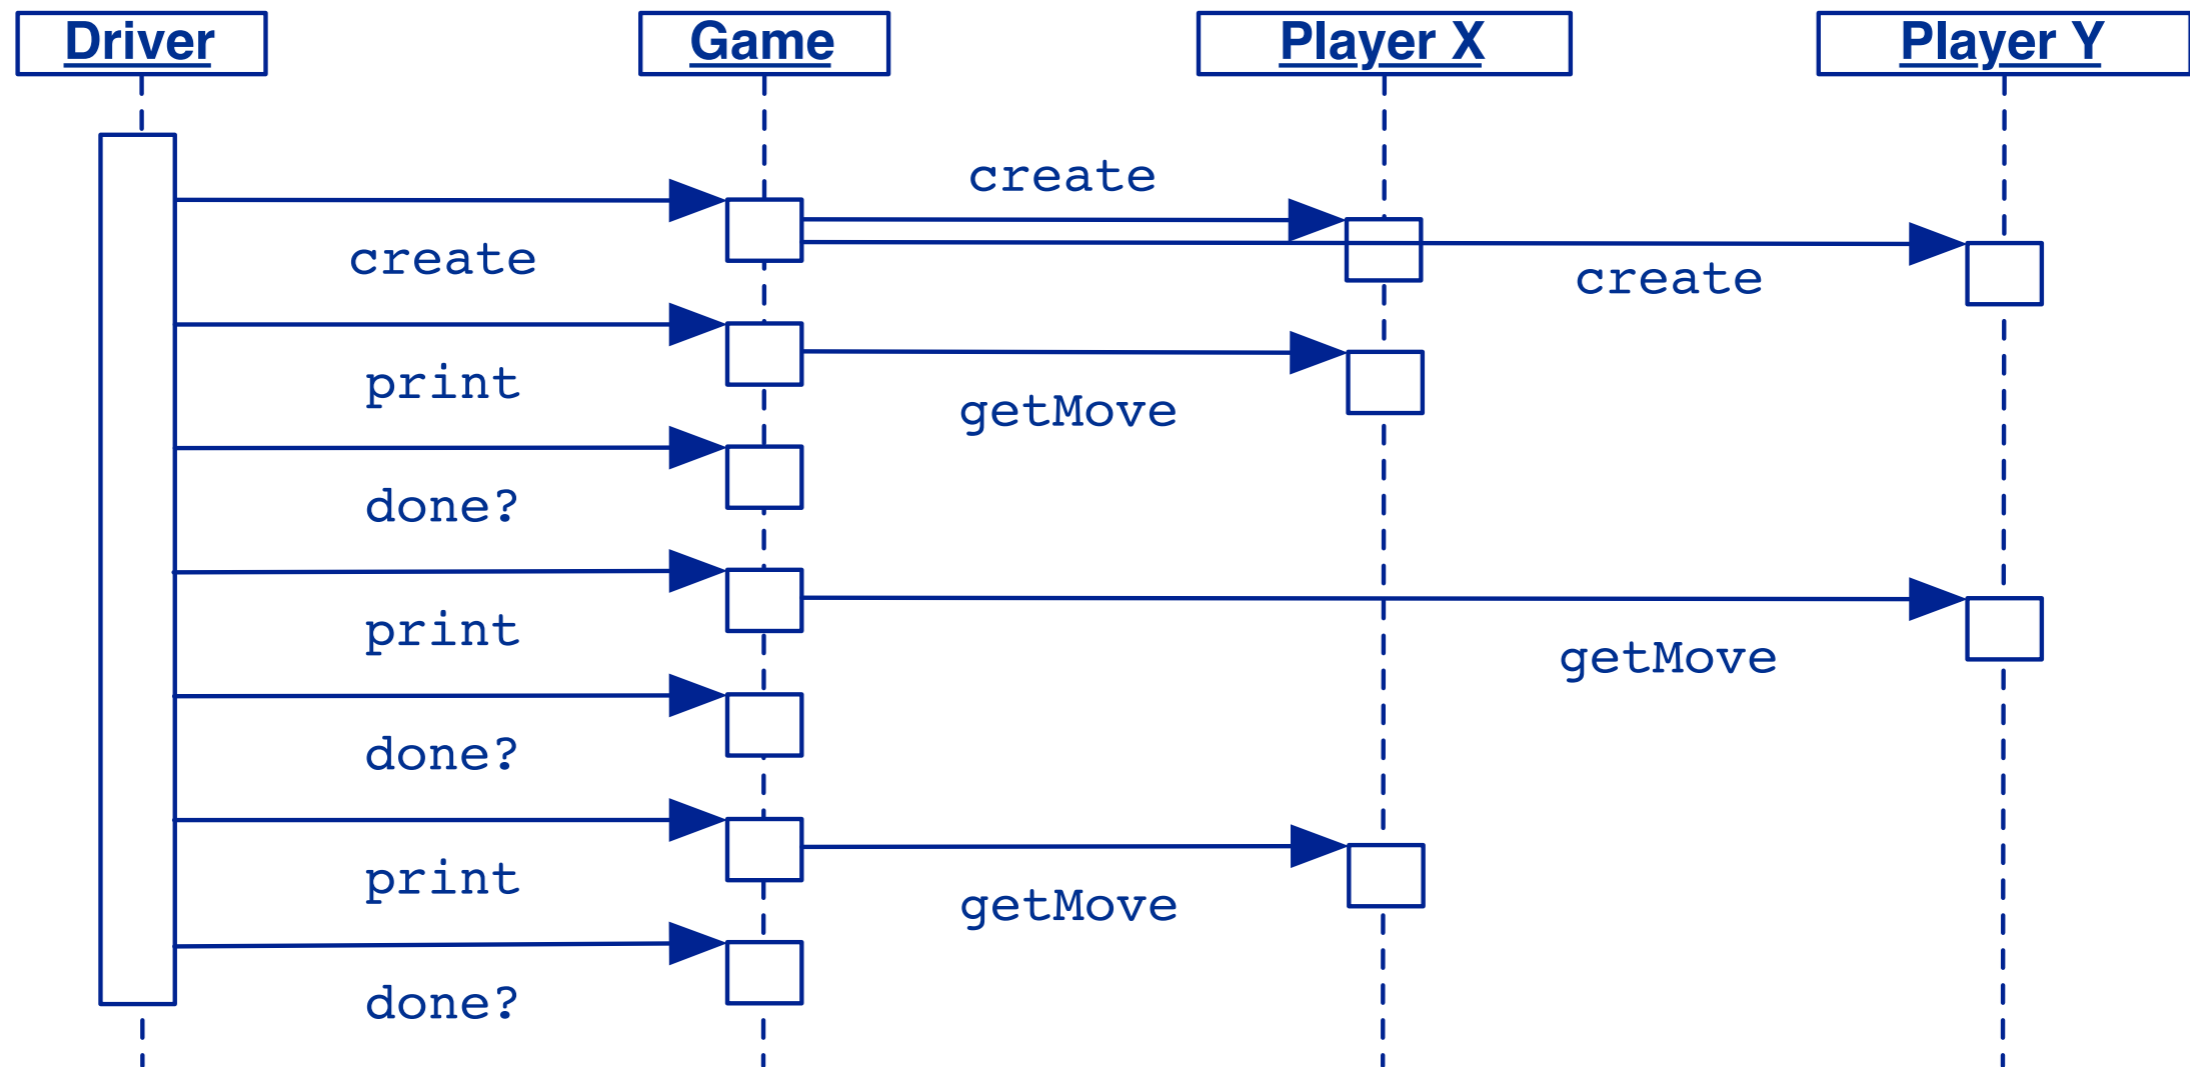 Driver
Game
Player X
Player Y
create
create
create
print
getMove
done?
print
getMove
done?
print
getMove
done?